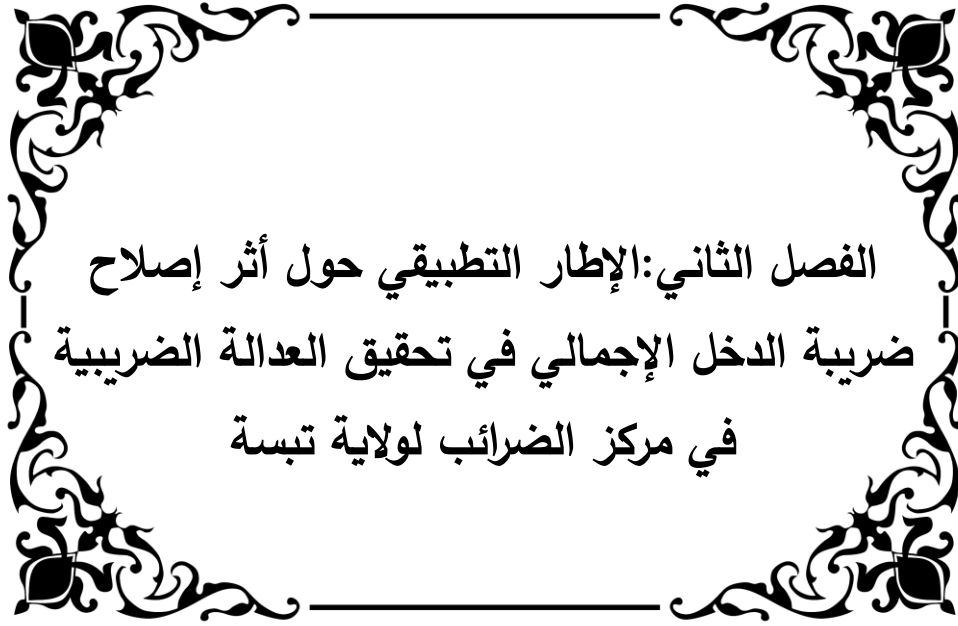 الفصل الثاني:الإطار التطبيقي حول أثر إصلاح
ضريبة الدخل الإجمالي في تحقيق العدالة الضريبية
في مركز الضرائب لولاية تبسة